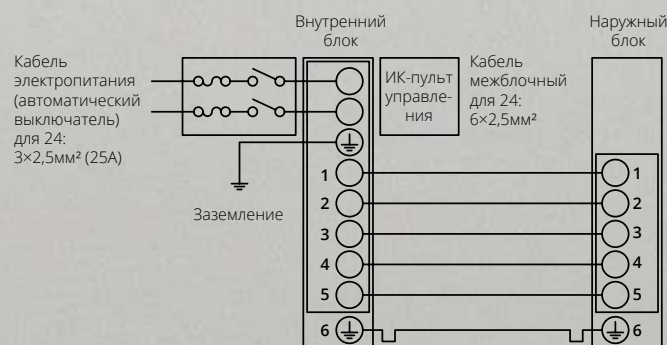 Внутренний
блок
Наружный
блок
Кабель
электропитания
(автоматический
выключатель)
для 24:
3×2,5мм² (25А)
ИК-пульт
управле-
ния
Кабель
межблочный
для 24:
6×2,5мм²
Заземление
1
2
3
4
5
6
1
2
3
4
5
6